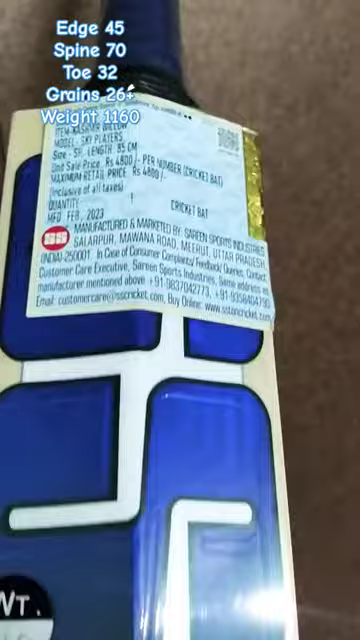 Edge 45
Spine 70
Toe 32
Grains 26+
Weight 1160
ITEM-KASHMIR WILLOW
MODEL- SKY PLAYERS
Size - SH, LENGTH 85 CM
Unit Sale Price: Rs 4800/- PER NUMBER (CRICKET BAT)
MAXIMUM RETAIL PRICE: Rs 4800/-
(Inclusive of all taxes)
QUANTITY 1 CRICKET BAT
MFD FEB, 2023
SS MANUFACTURED & MARKETED BY: SAREEN SPORTS INDUSTRIES
SALARPUR, MAWANA ROAD, MEERUT, UTTAR PRADESH
(INDIA)-250001. In Case of Consumer Complaints/ Feedback/ Queries, Contact:
Customer Care Executive, Sareen Sports Industries, Same address as
manufacturer mentioned above +91-9837042773, +91-9358404790
Email: customercare@sscricket.com, Buy Online: www.sstoncricket.com
WT.